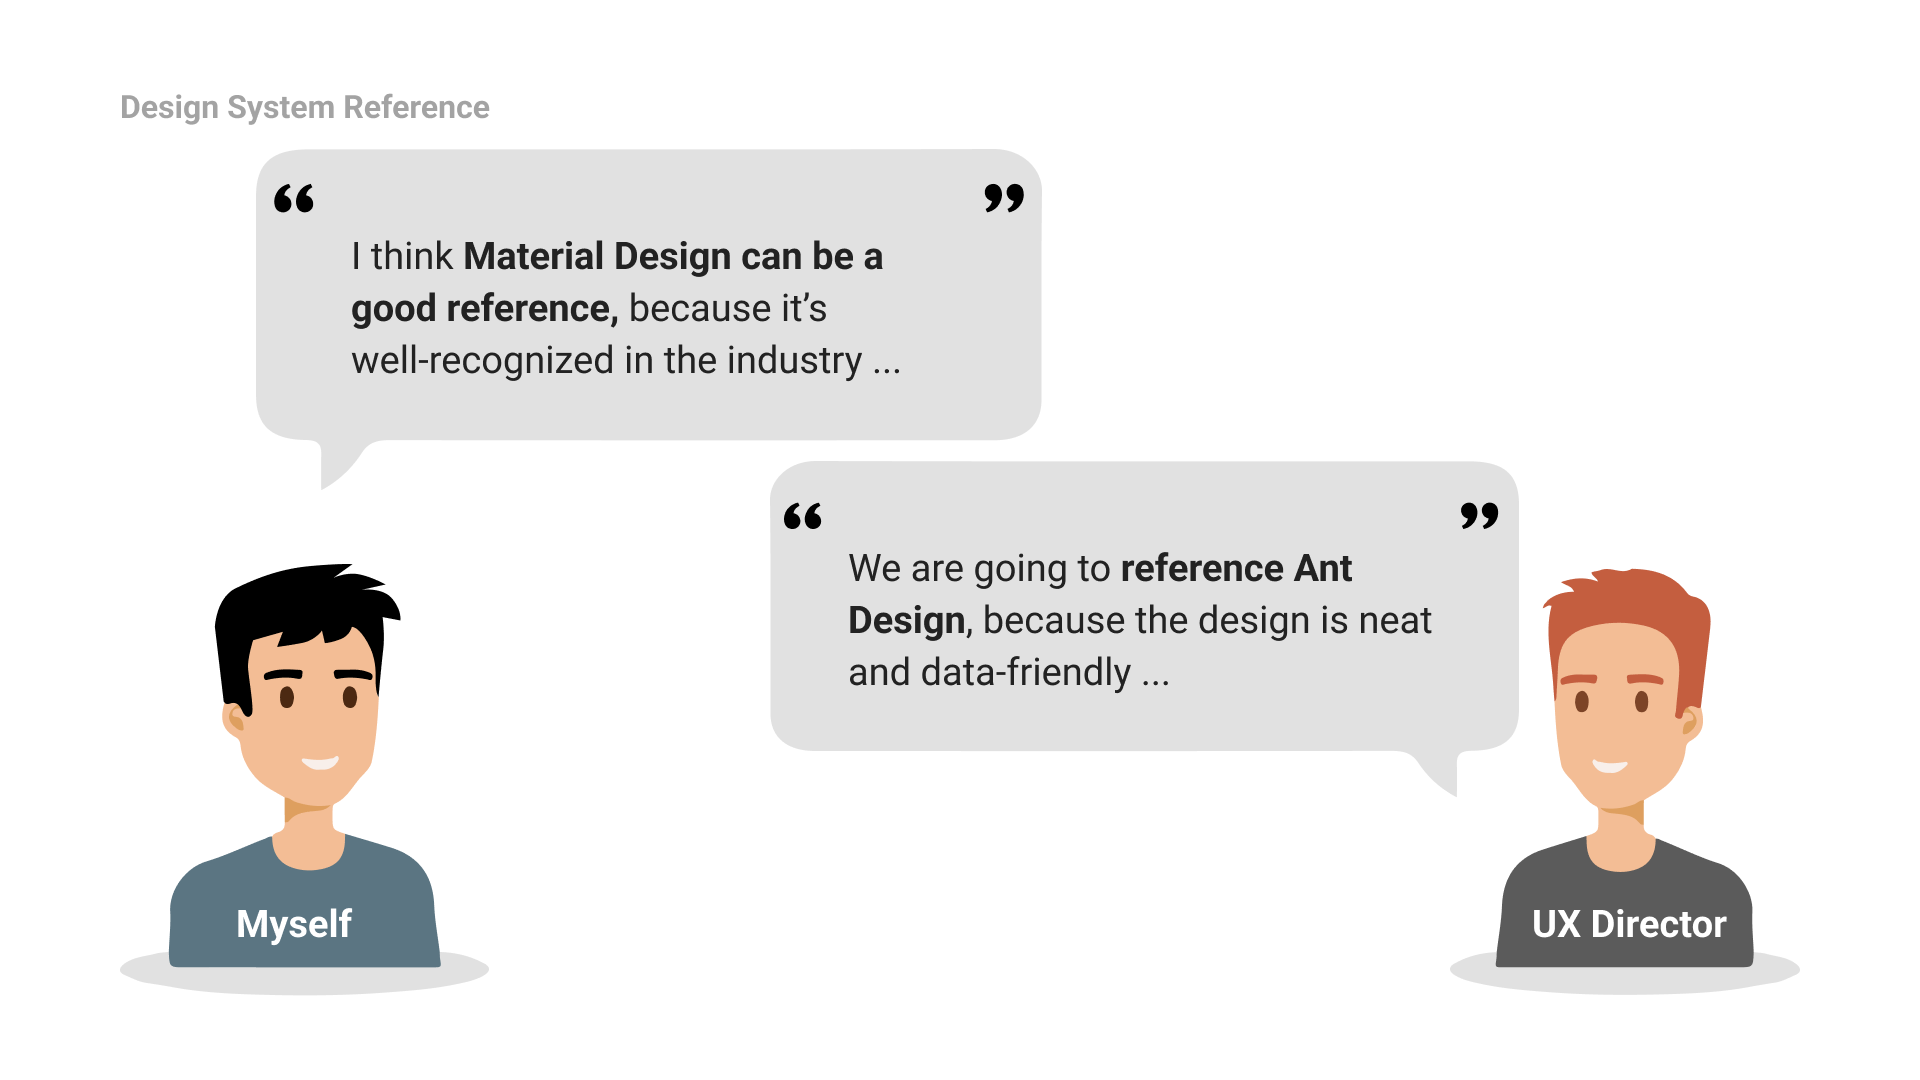 Design System Reference
“ ”
I think Material Design can be a
good reference, because it’s
well-recognized in the industry ...
“ ”
We are going to reference Ant
Design, because the design is neat
and data-friendly ...
Myself
UX Director